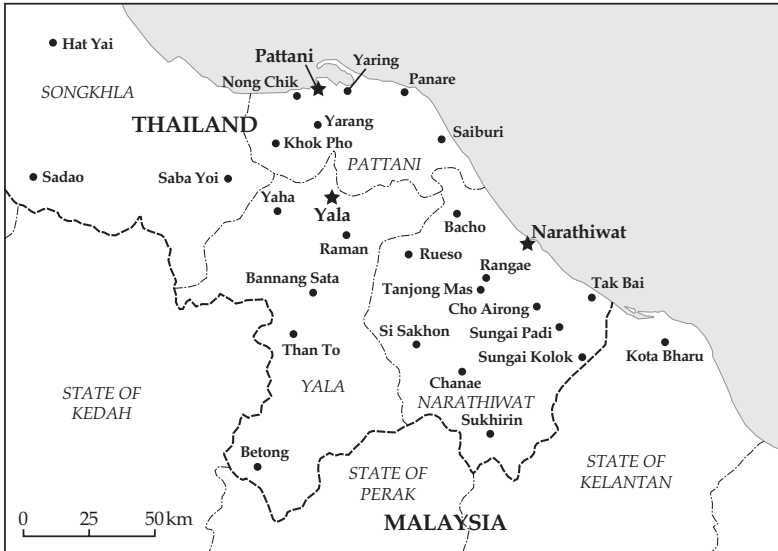 Hat Yai
Pattani
Yaring
Nong Chik
Panare
SONGKHLA
THAILAND
Yarang
Saiburi
Khok Pho
PATTANI
Sadao
Saba Yoi
Yaha
Yala
Bacho
Narathiwat
Raman
Rueso
Rangae
Bannang Sata
Tanjong Mas
Tak Bai
Cho Airong
Si Sakhon
Sungai Padi
Than To
Sungai Kolok
Kota Bharu
Chanae
STATE OF
KEDAH
YALA
NARATHIWAT
Sukhirin
Betong
STATE OF
PERAK
STATE OF
KELANTAN
0 25 50 km
MALAYSIA